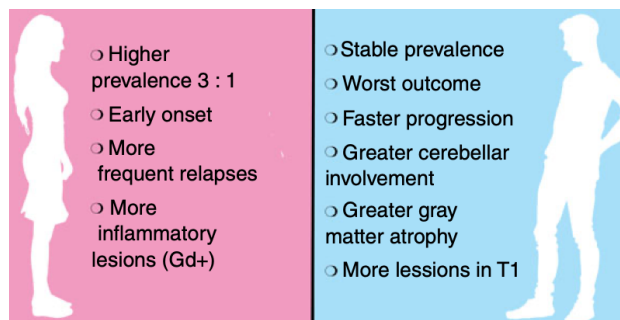 ❍ Higher
prevalence 3 : 1
❍ Early onset
❍ More
frequent relapses
❍ More
inflammatory
lesions (Gd+)
❍ Stable prevalence
❍ Worst outcome
❍ Faster progression
❍ Greater cerebellar
involvement
❍ Greater gray
matter atrophy
❍ More lessions in T1